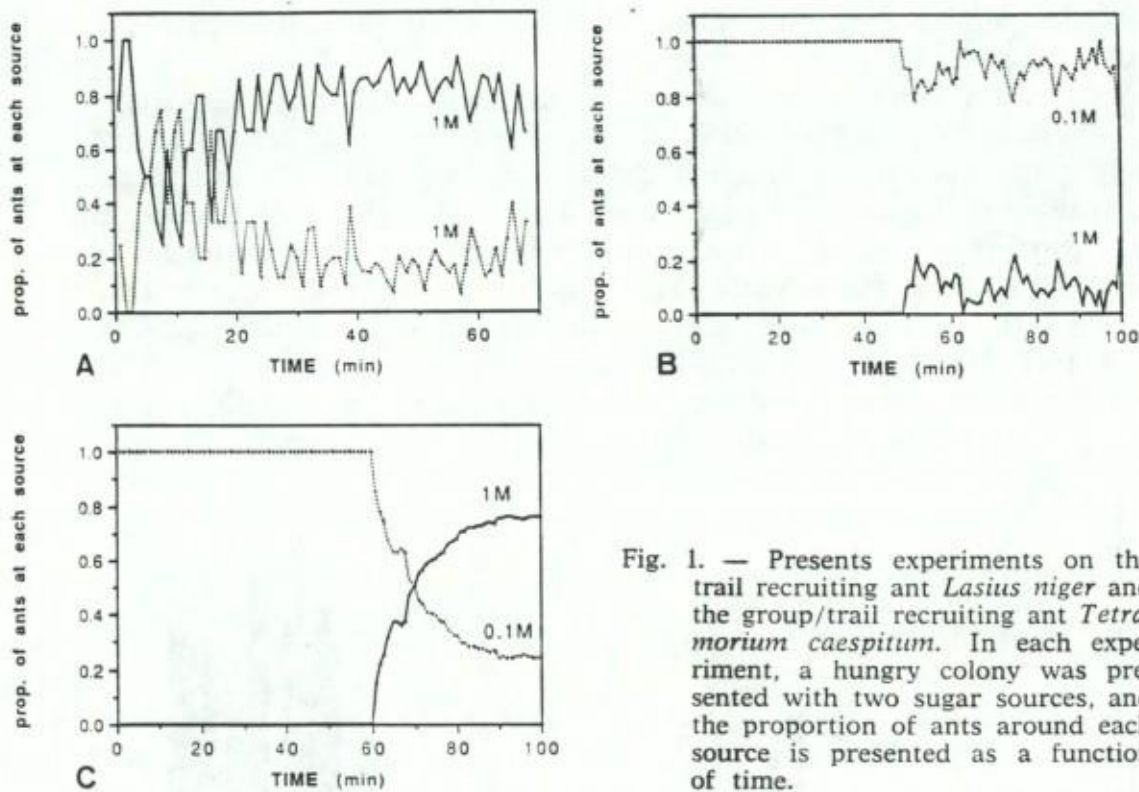 prop. of ants at each source
1.0
0.8
0.6
0.4
0.2
0.0
1M
1M
0 20 40 60
A
TIME (min)
prop. of ants at each source
1.0
0.8
0.6
0.4
0.2
0.0
0.1M
1M
0 20 40 60 80 100
B
TIME (min)
prop. of ants at each source
1.0
0.8
0.6
0.4
0.2
0.0
1M
0.1M
0 20 40 60 80 100
C
TIME (min)
Fig. 1. — Presents experiments on the
trail recruiting ant Lasius niger and
the group/trail recruiting ant Tetra
morium caespitum. In each expe
riment, a hungry colony was pre
sented with two sugar sources, and
the proportion of ants around each
source is presented as a function
of time.